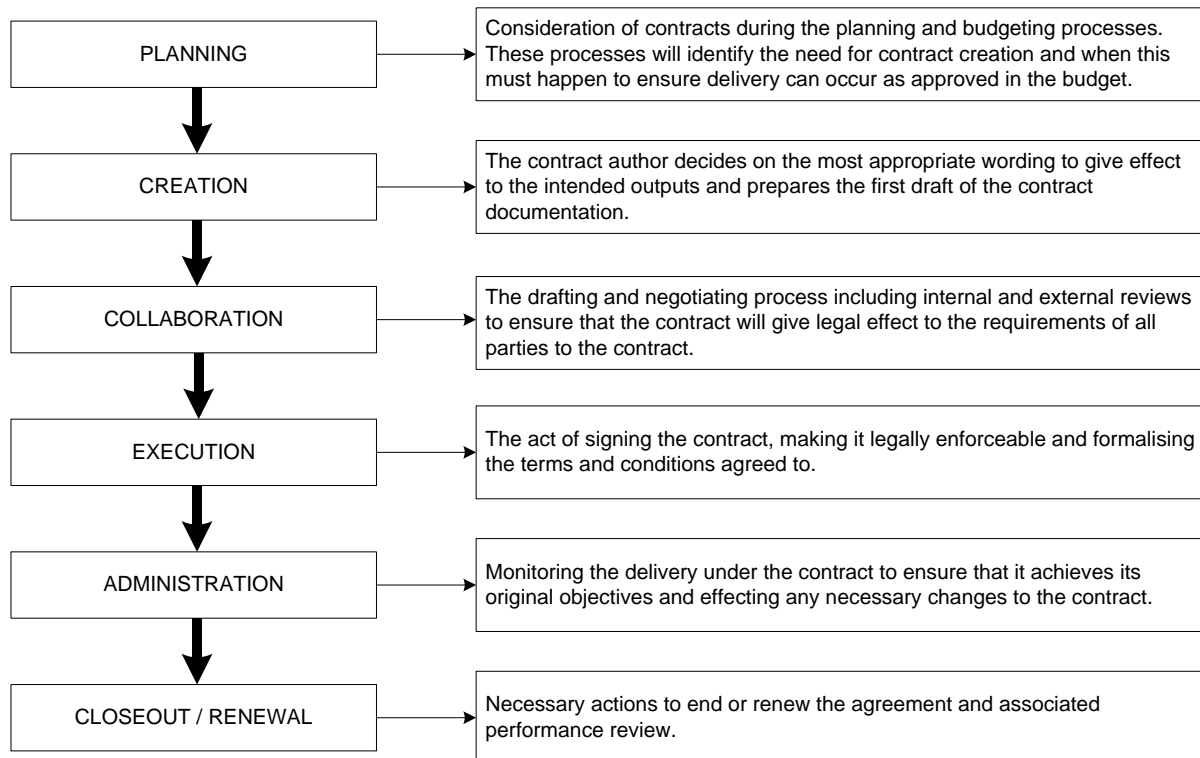 PLANNING
Consideration of contracts during the planning and budgeting processes.
These processes will identify the need for contract creation and when this
must happen to ensure delivery can occur as approved in the budget.
CREATION
The contract author decides on the most appropriate wording to give effect
to the intended outputs and prepares the first draft of the contract
documentation.
COLLABORATION
The drafting and negotiating process including internal and external reviews
to ensure that the contract will give legal effect to the requirements of all
parties to the contract.
EXECUTION
The act of signing the contract, making it legally enforceable and formalising
the terms and conditions agreed to.
ADMINISTRATION
Monitoring the delivery under the contract to ensure that it achieves its
original objectives and effecting any necessary changes to the contract.
CLOSEOUT / RENEWAL
Necessary actions to end or renew the agreement and associated
performance review.